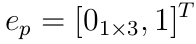 e_p = [0_{1×3}, 1]^T